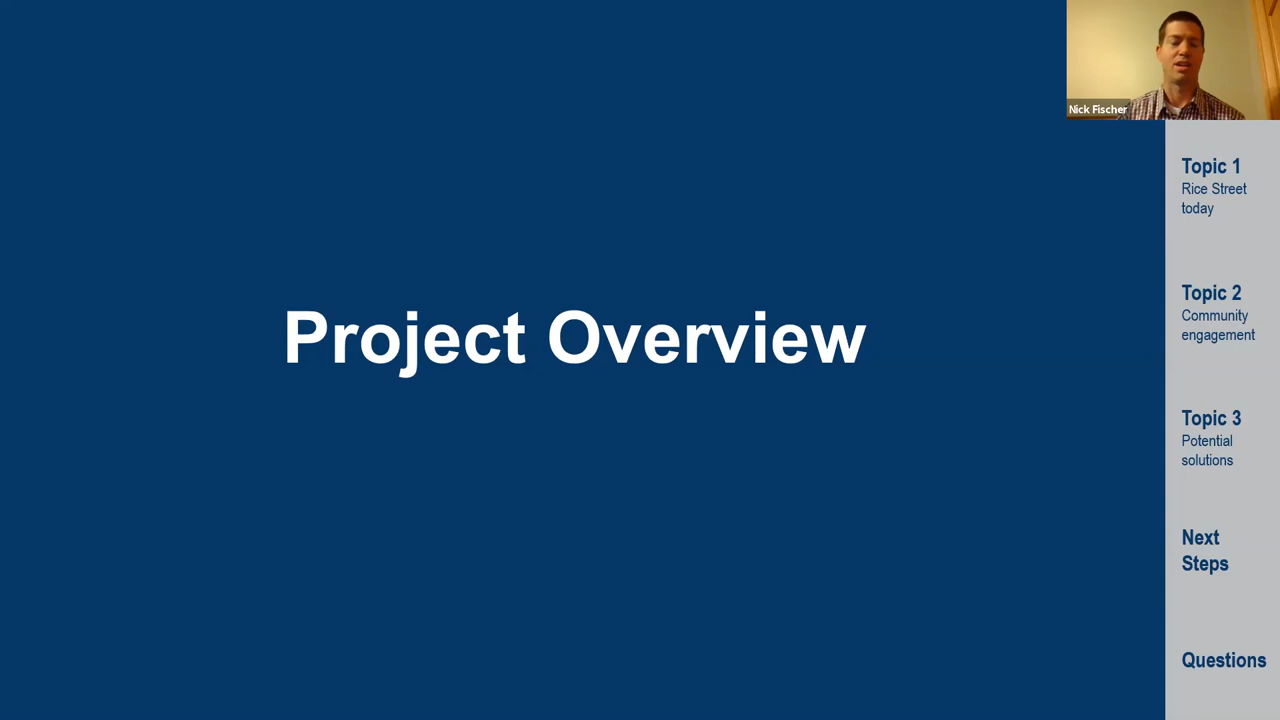 Nick Fischer
Project Overview
Topic 1
Rice Street
today
Topic 2
Community
engagement
Topic 3
Potential
solutions
Next
Steps
Questions